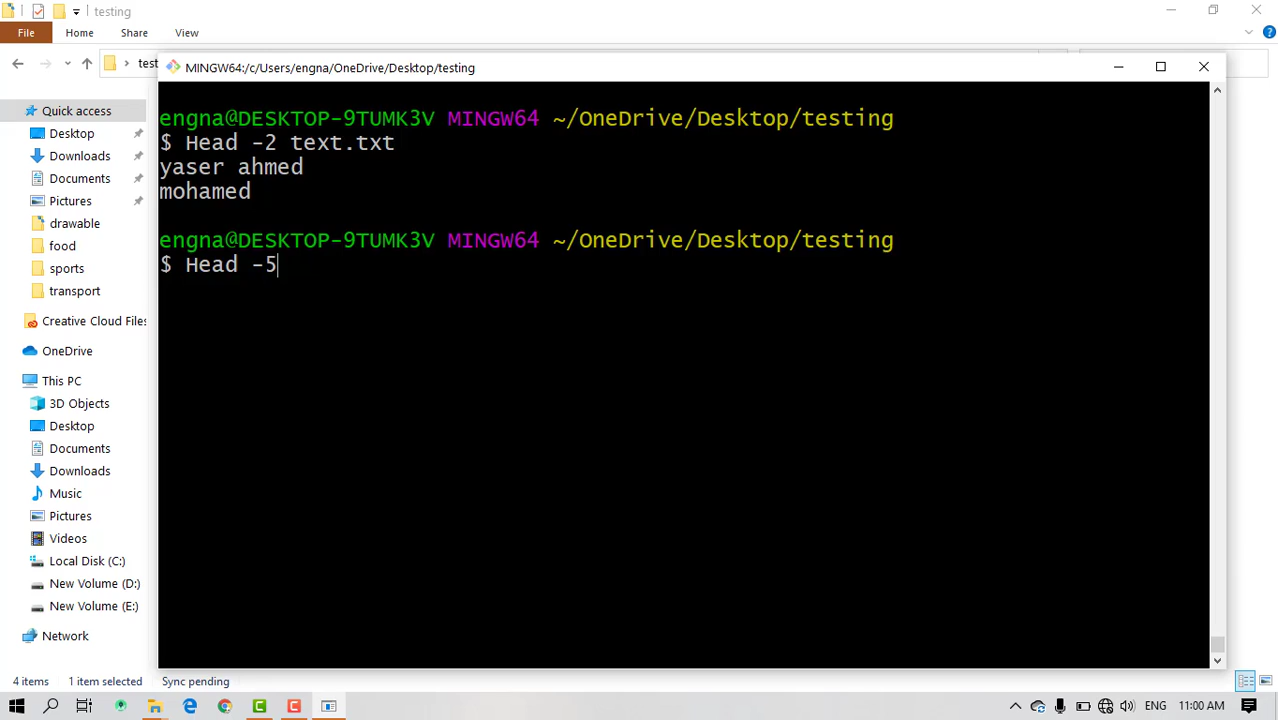 testing
File
Home
Share
View
test
MINGW64:/c/Users/engna/OneDrive/Desktop/testing
Quick access
Desktop
Downloads
Documents
Pictures
drawable
food
sports
transport
Creative Cloud Files
OneDrive
This PC
3D Objects
Desktop
Documents
Downloads
Music
Pictures
Videos
Local Disk (C:)
New Volume (D:)
New Volume (E:)
Network
engna@DESKTOP-9TUMK3V MINGW64 ~/OneDrive/Desktop/testing
$ Head -2 text.txt
yaser ahmed
mohamed
engna@DESKTOP-9TUMK3V MINGW64 ~/OneDrive/Desktop/testing
$ Head -5
4 items 1 item selected Sync pending
ENG 11:00 AM